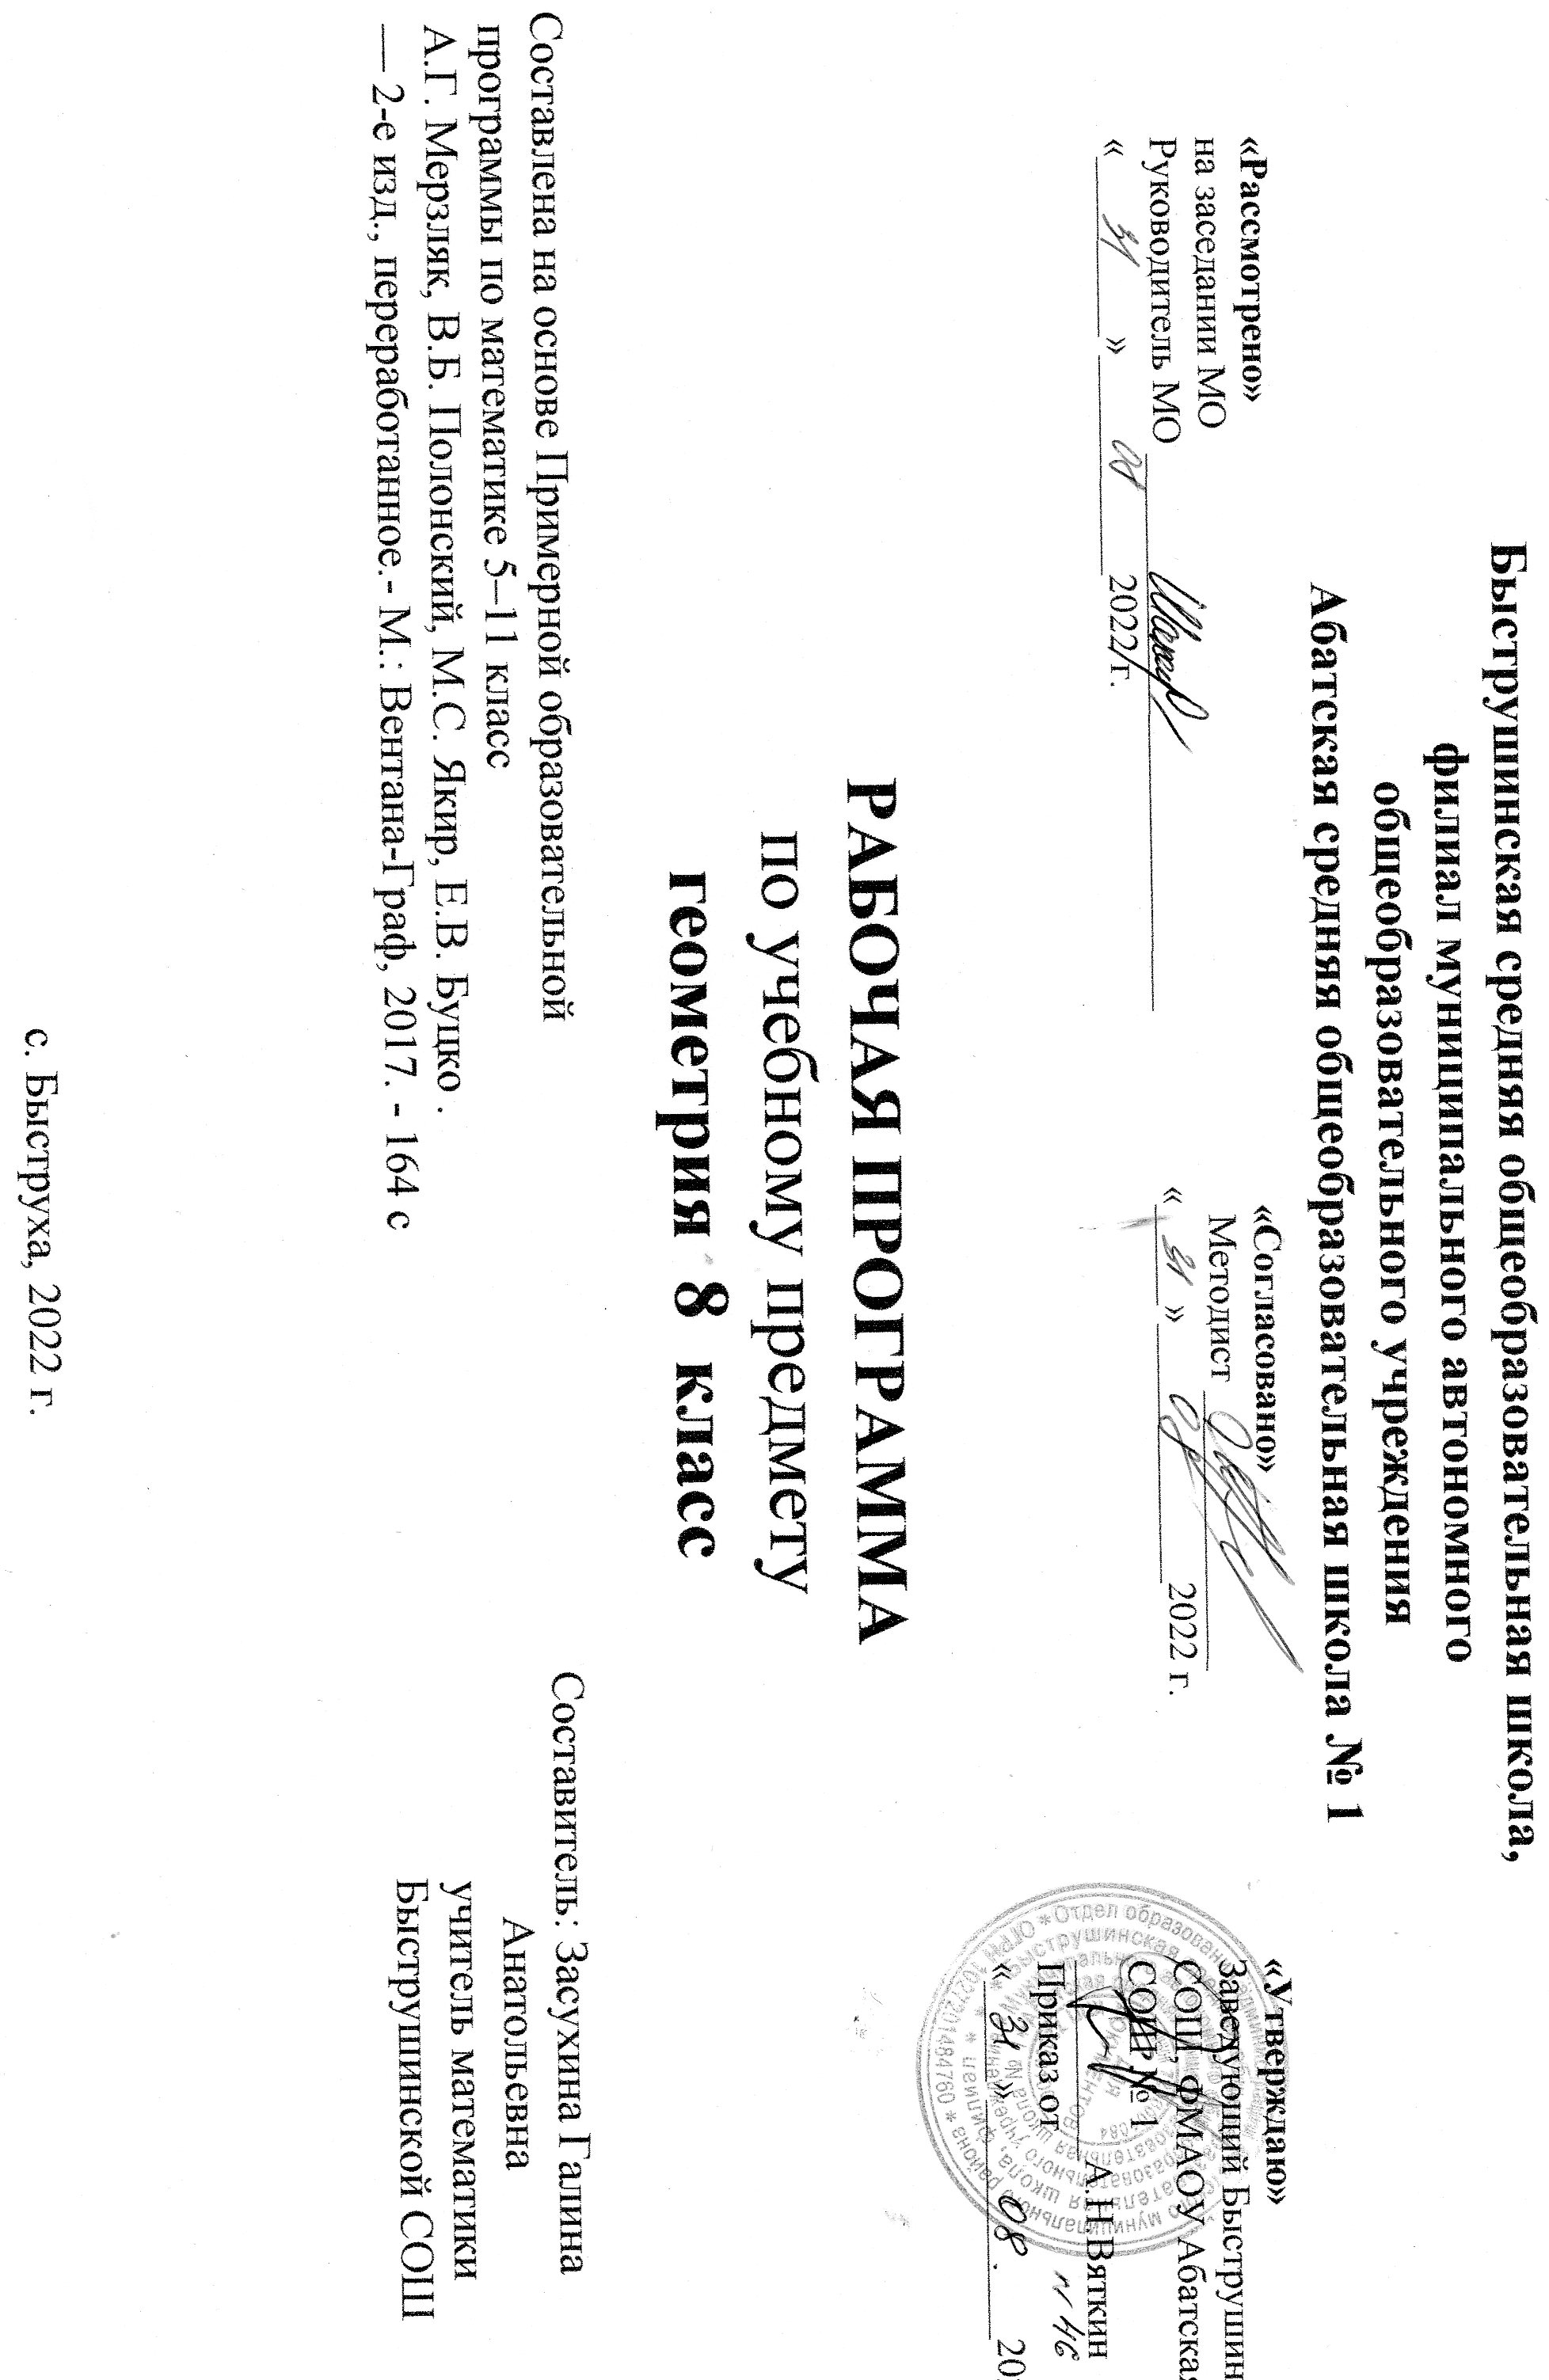 Быструшинская средняя общеобразовательная школа,
филиал муниципального автономного
общеобразовательного учреждения
Абатская средняя общеобразовательная школа № 1
«Рассмотрено»
на заседании МО
Руководитель МО
« 31 » 08 2022 г.
«Согласовано»
Методист
« 31 » 08 2022 г.
«Утверждаю»
Заведующий Быструшин
СОШ, ФМАОУ Абатская
СОШ № 1
А.Н Вяткин
Приказ от № 46
« 31 » 08. 20
РАБОЧАЯ ПРОГРАММА
по учебному предмету
геометрия 8 класс
Составлена на основе Примерной образовательной
программы по математике 5–11 класс
А.Г. Мерзляк, В.Б. Полонский, М.С. Якир, Е.В. Буцко .
— 2-е изд., переработанное.- М.: Вентана-Граф, 2017. - 164 с
Составитель: Засухина Галина
Анатольевна
учитель математики
Быструшинской СОШ
с. Быструха, 2022 г.